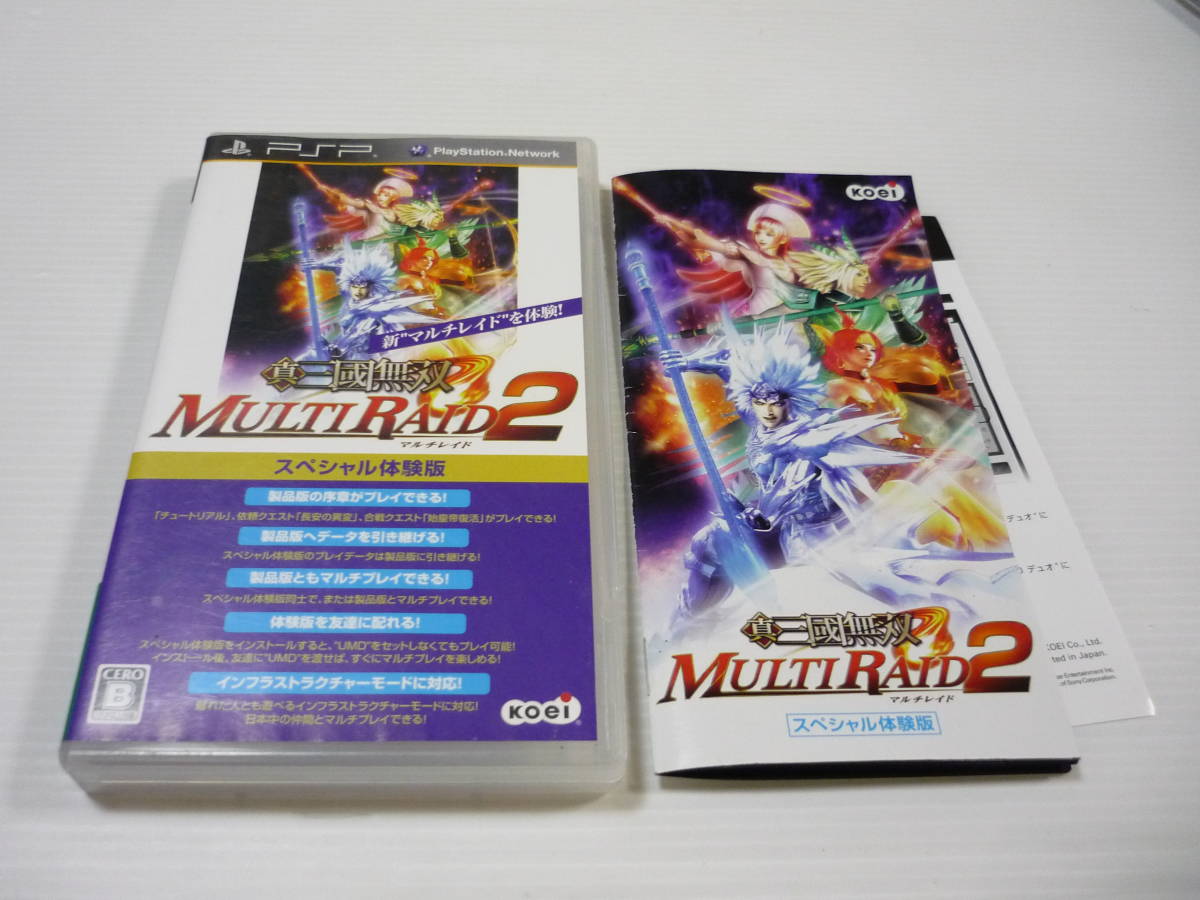 PSP
PlayStation Network
新"マルチレイド"を体験!
真・三國無双
MULTI RAID 2
マルチレイド
スペシャル体験版
製品版の序章がプレイできる!
「チュートリアル」、依頼クエスト「長安の異変」、合戦クエスト「始皇帝復活」がプレイできる!
製品版へデータを引き継げる!
スペシャル体験版のプレイデータは製品版に引き継げる!
製品版ともマルチプレイできる!
スペシャル体験版同士で、または製品版とマルチプレイできる!
体験版を友達に配れる!
スペシャル体験版をインストールすると、"UMD"をセットしなくてもプレイ可能!
インストール後、友達に"UMD"を渡せば、すぐにマルチプレイを楽しめる!
インフラストラクチャーモードに対応!
離れた人とも遊べるインフラストラクチャーモードに対応!
日本中の仲間とマルチプレイできる!
CERO
B
KOEI
KOEI
真・三國無双
MULTI RAID 2
マルチレイド
スペシャル体験版
デュオ"に
デュオ"に
KOEI Co., Ltd.
ted in Japan.
Entertainment Inc.
of Sony Corporation.